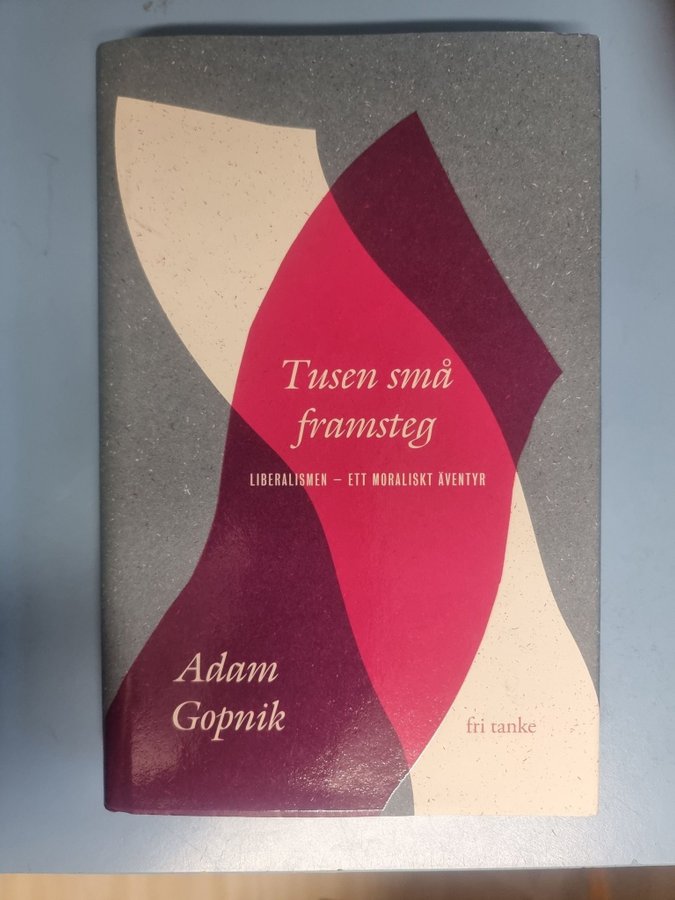 Tusen små
framsteg
LIBERALISMEN – ETT MORALISKT ÄVENTYR
Adam
Gopnik
fri tanke